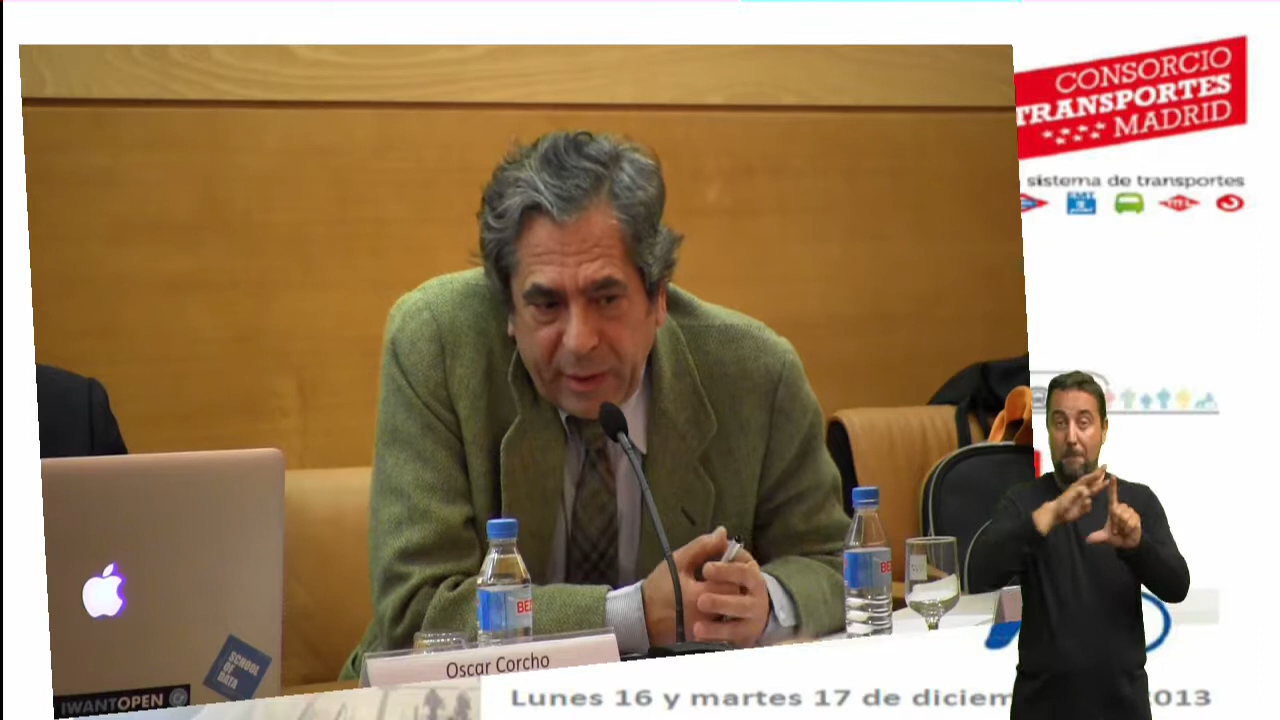 CONSORCIO
TRANSPORTES
MADRID
sistema de transportes
EMT
SCHOOL
OF
DATA
IWANTOPEN
Oscar Corcho
Lunes 16 y martes 17 de diciem 2013